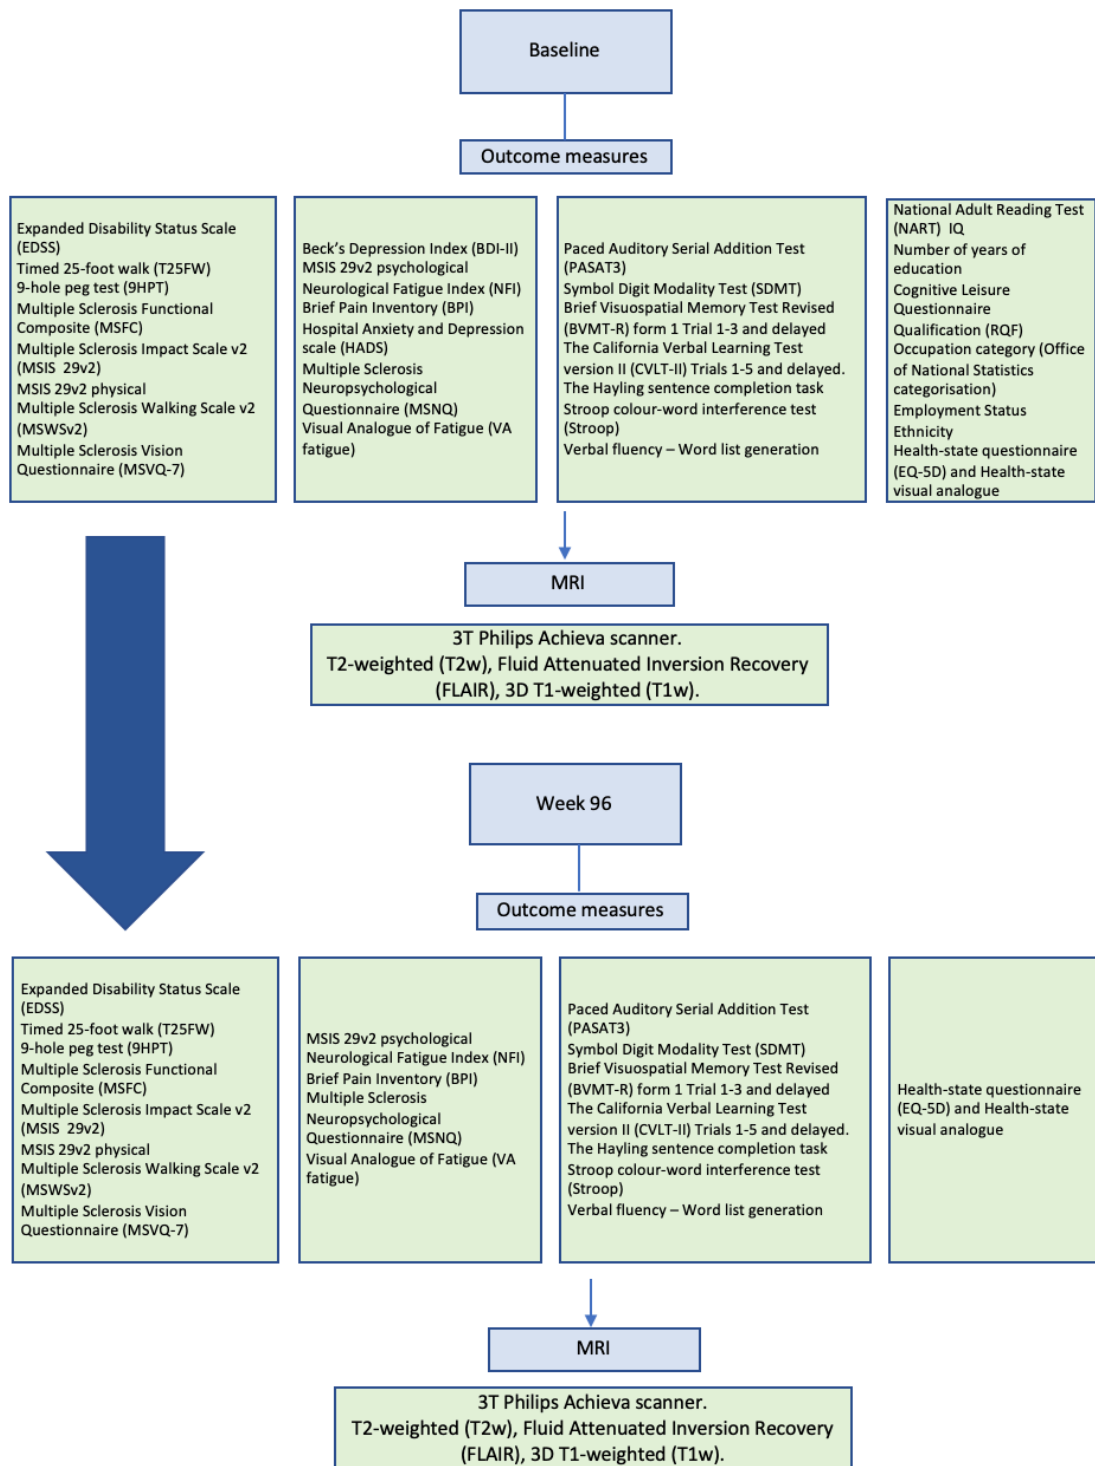 Baseline
Outcome measures
Expanded Disability Status Scale
(EDSS)
Timed 25-foot walk (T25FW)
9-hole peg test (9HPT)
Multiple Sclerosis Functional
Composite (MSFC)
Multiple Sclerosis Impact Scale v2
(MSIS 29v2)
MSIS 29v2 physical
Multiple Sclerosis Walking Scale v2
(MSWSv2)
Multiple Sclerosis Vision
Questionnaire (MSVQ-7)
Beck's Depression Index (BDI-II)
MSIS 29v2 psychological
Neurological Fatigue Index (NFI)
Brief Pain Inventory (BPI)
Hospital Anxiety and Depression
scale (HADS)
Multiple Sclerosis
Neuropsychological
Questionnaire (MSNQ)
Visual Analogue of Fatigue (VA
fatigue)
Paced Auditory Serial Addition Test
(PASAT3)
Symbol Digit Modality Test (SDMT)
Brief Visuospatial Memory Test Revised
(BVMT-R) form 1 Trial 1-3 and delayed
The California Verbal Learning Test
version II (CVLT-II) Trials 1-5 and delayed.
The Hayling sentence completion task
Stroop colour-word interference test
(Stroop)
Verbal fluency – Word list generation
National Adult Reading Test
(NART) IQ
Number of years of
education
Cognitive Leisure
Questionnaire
Qualification (RQF)
Occupation category (Office
of National Statistics
categorisation)
Employment Status
Ethnicity
Health-state questionnaire
(EQ-5D) and Health-state
visual analogue
MRI
3T Philips Achieva scanner.
T2-weighted (T2w), Fluid Attenuated Inversion Recovery
(FLAIR), 3D T1-weighted (T1w).
Week 96
Outcome measures
Expanded Disability Status Scale
(EDSS)
Timed 25-foot walk (T25FW)
9-hole peg test (9HPT)
Multiple Sclerosis Functional
Composite (MSFC)
Multiple Sclerosis Impact Scale v2
(MSIS 29v2)
MSIS 29v2 physical
Multiple Sclerosis Walking Scale v2
(MSWSv2)
Multiple Sclerosis Vision
Questionnaire (MSVQ-7)
MSIS 29v2 psychological
Neurological Fatigue Index (NFI)
Brief Pain Inventory (BPI)
Multiple Sclerosis
Neuropsychological
Questionnaire (MSNQ)
Visual Analogue of Fatigue (VA
fatigue)
Paced Auditory Serial Addition Test
(PASAT3)
Symbol Digit Modality Test (SDMT)
Brief Visuospatial Memory Test Revised
(BVMT-R) form 1 Trial 1-3 and delayed
The California Verbal Learning Test
version II (CVLT-II) Trials 1-5 and delayed.
The Hayling sentence completion task
Stroop colour-word interference test
(Stroop)
Verbal fluency – Word list generation
Health-state questionnaire
(EQ-5D) and Health-state
visual analogue
MRI
3T Philips Achieva scanner.
T2-weighted (T2w), Fluid Attenuated Inversion Recovery
(FLAIR), 3D T1-weighted (T1w).